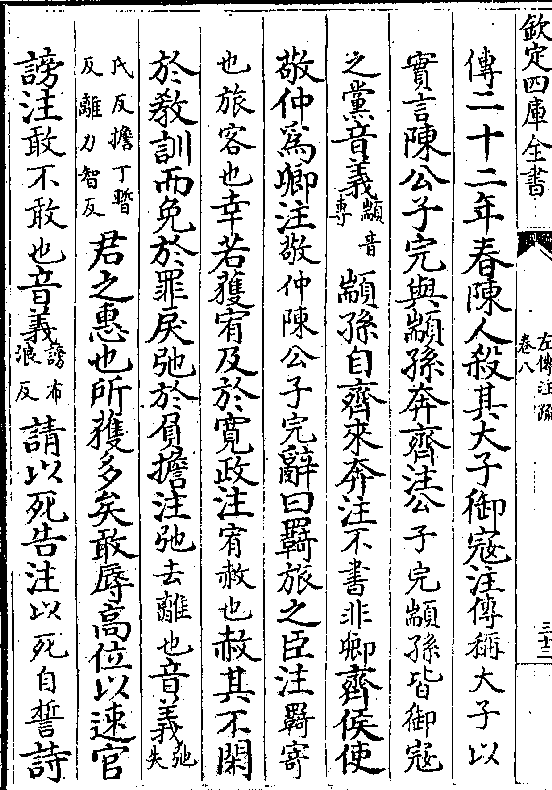 欽定四庫全書
左傳注疏
卷八
三十三
傳二十二年春陳人殺其大子御寇注傳稱大子以
實言陳公子完與顓孫奔齊注公子完顓孫皆御寇
之黨音義顓音專顓孫自齊來奔注不書非卿齊侯使
敬仲為卿注敬仲陳公子完辭曰羇旅之臣注羇寄
也旅客也幸若獲宥及於寛政注宥赦也赦其不閑
於敎訓而免於罪戾弛於負擔注弛去離也音義弛失
氏反擔丁暫反離力智反君之惠也所獲多矣敢辱高位以速官
謗注敢不敢也音義謗布浪反請以死告注以死自誓詩